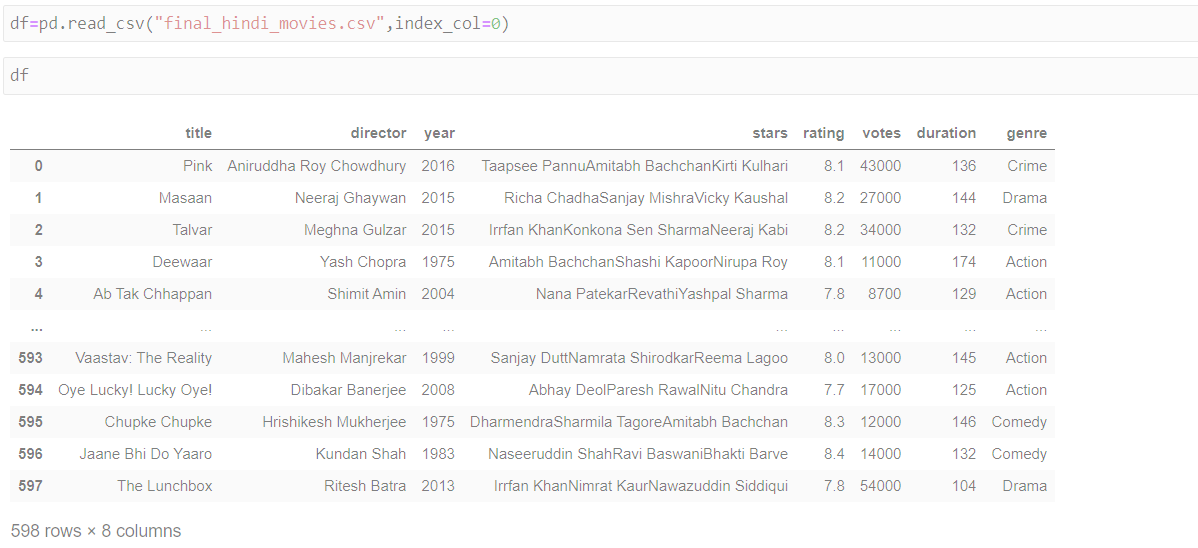 df=pd.read_csv("final_hindi_movies.csv",index_col=0)
df
title director year stars rating votes duration genre
0 Pink Aniruddha Roy Chowdhury 2016 Taapsee PannuAmitabh BachchanKirti Kulhari 8.1 43000 136 Crime
1 Masaan Neeraj Ghaywan 2015 Richa ChadhaSanjay MishraVicky Kaushal 8.2 27000 144 Drama
2 Talvar Meghna Gulzar 2015 Irrfan KhanKonkona Sen SharmaNeeraj Kabi 8.2 34000 132 Crime
3 Deewaar Yash Chopra 1975 Amitabh BachchanShashi KapoorNirupa Roy 8.1 11000 174 Action
4 Ab Tak Chhappan Shimit Amin 2004 Nana PatekarRevathiYashpal Sharma 7.8 8700 129 Action
... ... ... ... ... ... ... ... ...
593 Vaastav: The Reality Mahesh Manjrekar 1999 Sanjay DuttNamrata ShirodkarReema Lagoo 8.0 13000 145 Action
594 Oye Lucky! Lucky Oye! Dibakar Banerjee 2008 Abhay DeolParesh RawalNitu Chandra 7.7 17000 125 Action
595 Chupke Chupke Hrishikesh Mukherjee 1975 DharmendraSharmila TagoreAmitabh Bachchan 8.3 12000 146 Comedy
596 Jaane Bhi Do Yaaro Kundan Shah 1983 Naseeruddin ShahRavi BaswaniBhakti Barve 8.4 14000 132 Comedy
597 The Lunchbox Ritesh Batra 2013 Irrfan KhanNimrat KaurNawazuddin Siddiqui 7.8 54000 104 Drama
598 rows × 8 columns